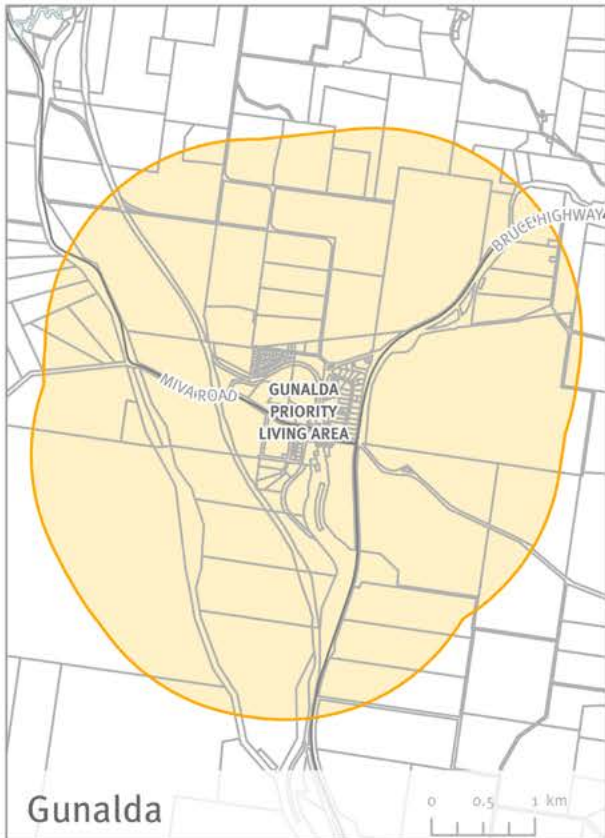 BRUCE HIGHWAY
MIVA ROAD
GUNALDA
PRIORITY
LIVING AREA
Gunalda
0 0.5 1 km